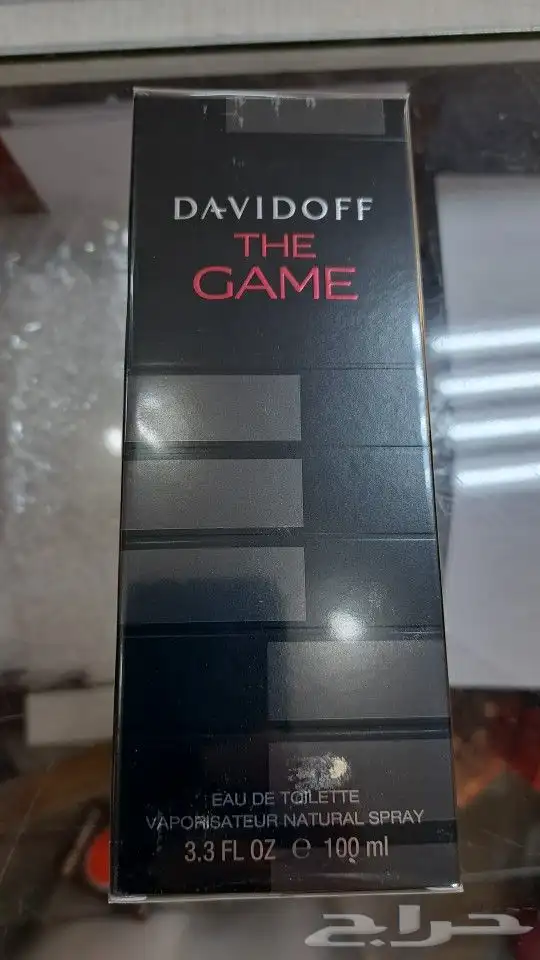 DAVIDOFF
THE
GAME
EAU DE TOILETTE
VAPORISATEUR NATURAL SPRAY
3.3 FL OZ ℮ 100 ml
حراج